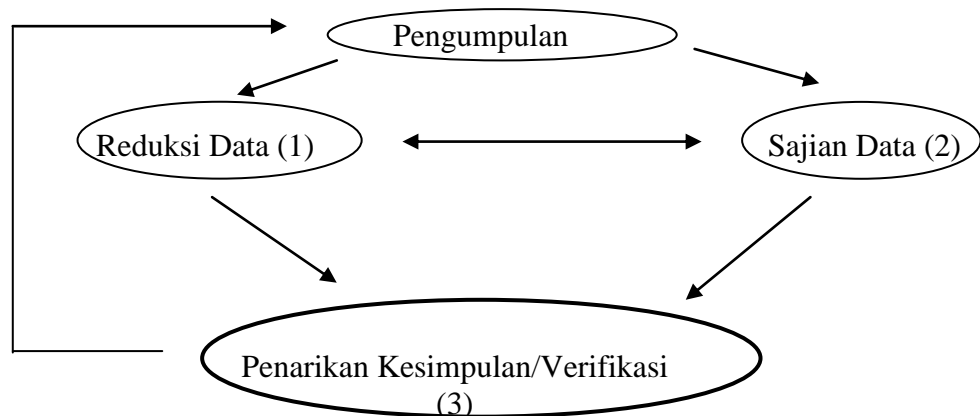 Pengumpulan
Reduksi Data (1)
Sajian Data (2)
Penarikan Kesimpulan/Verifikasi
(3)